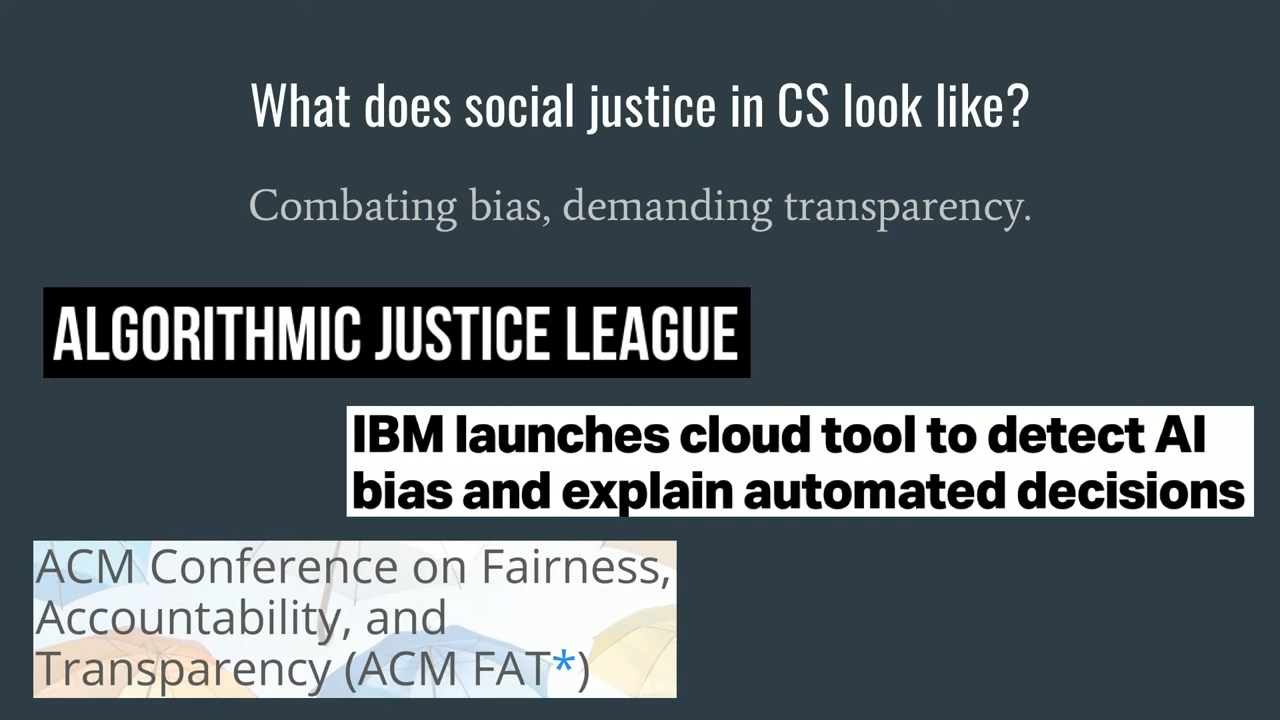 What does social justice in CS look like?
Combating bias, demanding transparency.
ALGORITHMIC JUSTICE LEAGUE
IBM launches cloud tool to detect AI
bias and explain automated decisions
ACM Conference on Fairness,
Accountability, and
Transparency (ACM FAT*)